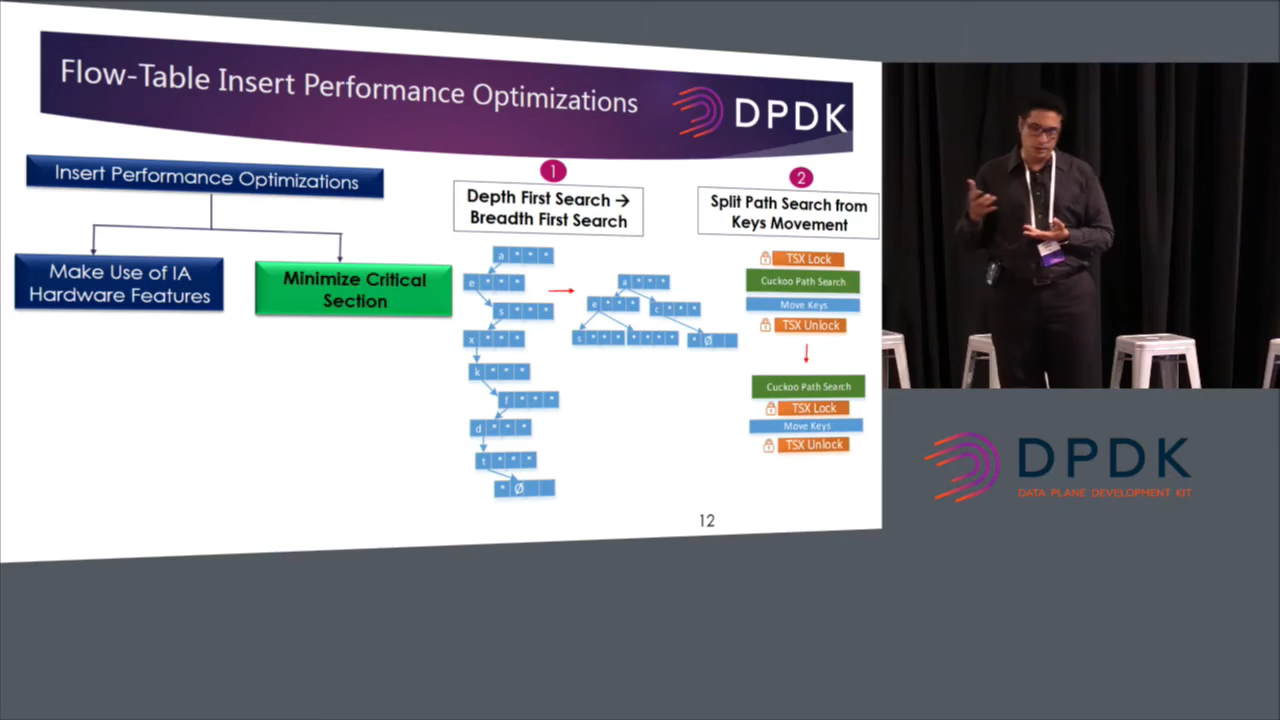 Flow-Table Insert Performance Optimizations
DPDK
Insert Performance Optimizations
Make Use of IA
Hardware Features
Minimize Critical
Section
1
Depth First Search →
Breadth First Search
a * * *
e * * *
s * * *
x * * *
k * * *
f * * *
d * * *
t * * *
* Ø
a * * *
e * * *
c * * *
s * * * * * * *
* Ø
2
Split Path Search from
Keys Movement
TSX Lock
Cuckoo Path Search
Move Keys
TSX Unlock
Cuckoo Path Search
TSX Lock
Move Keys
TSX Unlock
12
DPDK
DATA PLANE DEVELOPMENT KIT